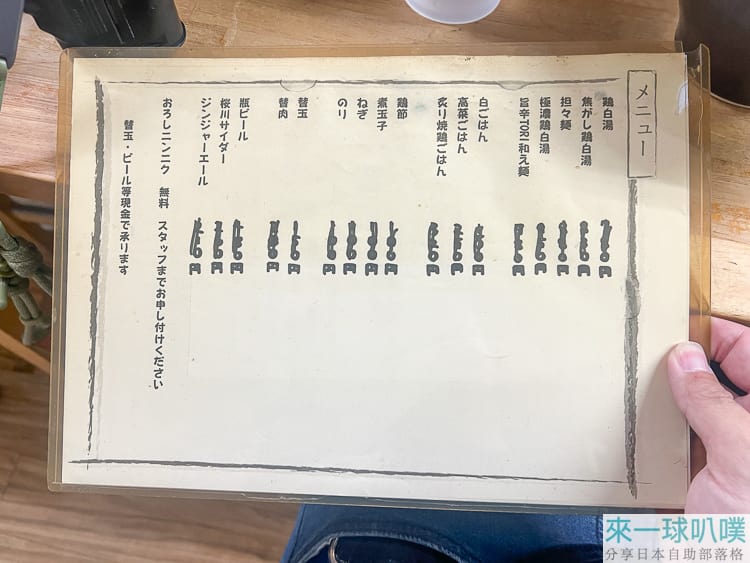 メニュー
鶏白湯
焦がし鶏白湯
担々麺
極濃鶏白湯
旨辛TORI和え麺
白ごはん
高菜ごはん
炙り焼鶏ごはん
鶏節
煮玉子
ねぎ
のり
替玉
替肉
瓶ビール
桜川サイダー
ジンジャーエール
おろしニンニク 無料 スタッフまでお申し付けください
替玉・ビール等現金で承ります
來一球叭噗
分享日本自助部落格